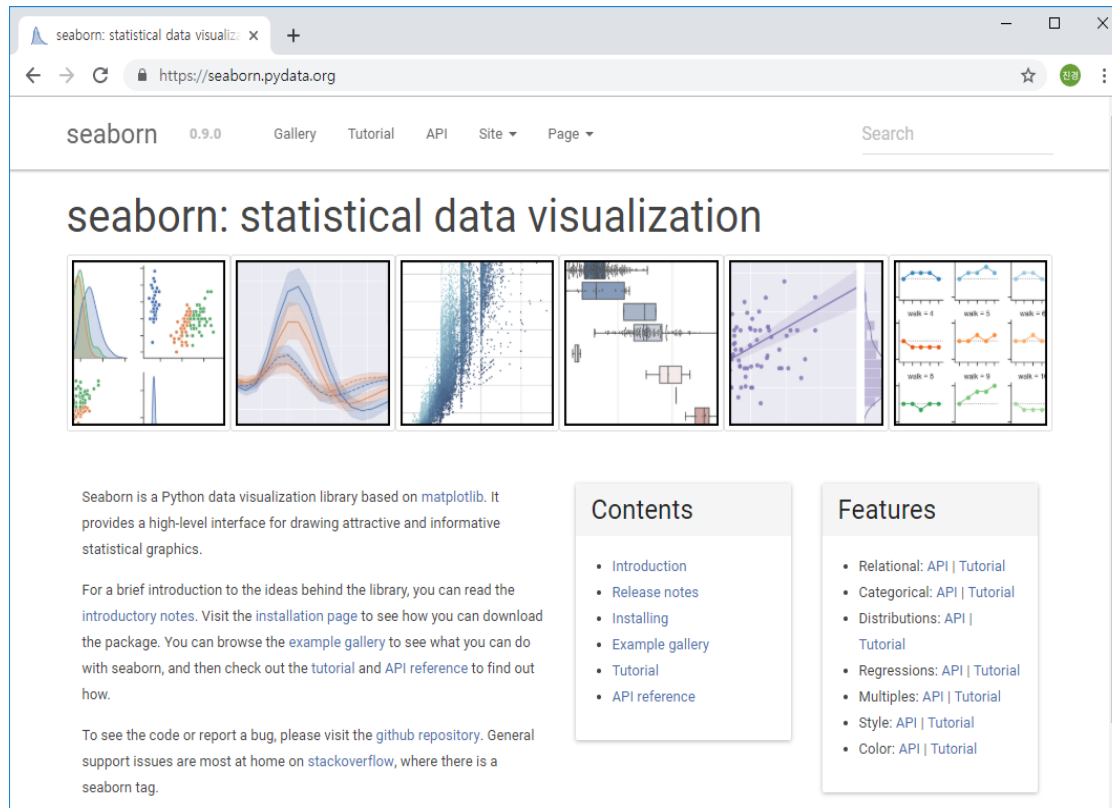 seaborn: statistical data visualiz
https://seaborn.pydata.org
진경
seaborn 0.9.0 Gallery Tutorial API Site Page Search
seaborn: statistical data visualization
walk = 4 walk = 5 walk = 6
walk = 8 walk = 9 walk = 10
Seaborn is a Python data visualization library based on matplotlib. It
provides a high-level interface for drawing attractive and informative
statistical graphics.
For a brief introduction to the ideas behind the library, you can read the
introductory notes. Visit the installation page to see how you can download
the package. You can browse the example gallery to see what you can do
with seaborn, and then check out the tutorial and API reference to find out
how.
To see the code or report a bug, please visit the github repository. General
support issues are most at home on stackoverflow, where there is a
seaborn tag.
Contents
Introduction
Release notes
Installing
Example gallery
Tutorial
API reference
Features
Relational: API | Tutorial
Categorical: API | Tutorial
Distributions: API |
Tutorial
Regressions: API | Tutorial
Multiples: API | Tutorial
Style: API | Tutorial
Color: API | Tutorial